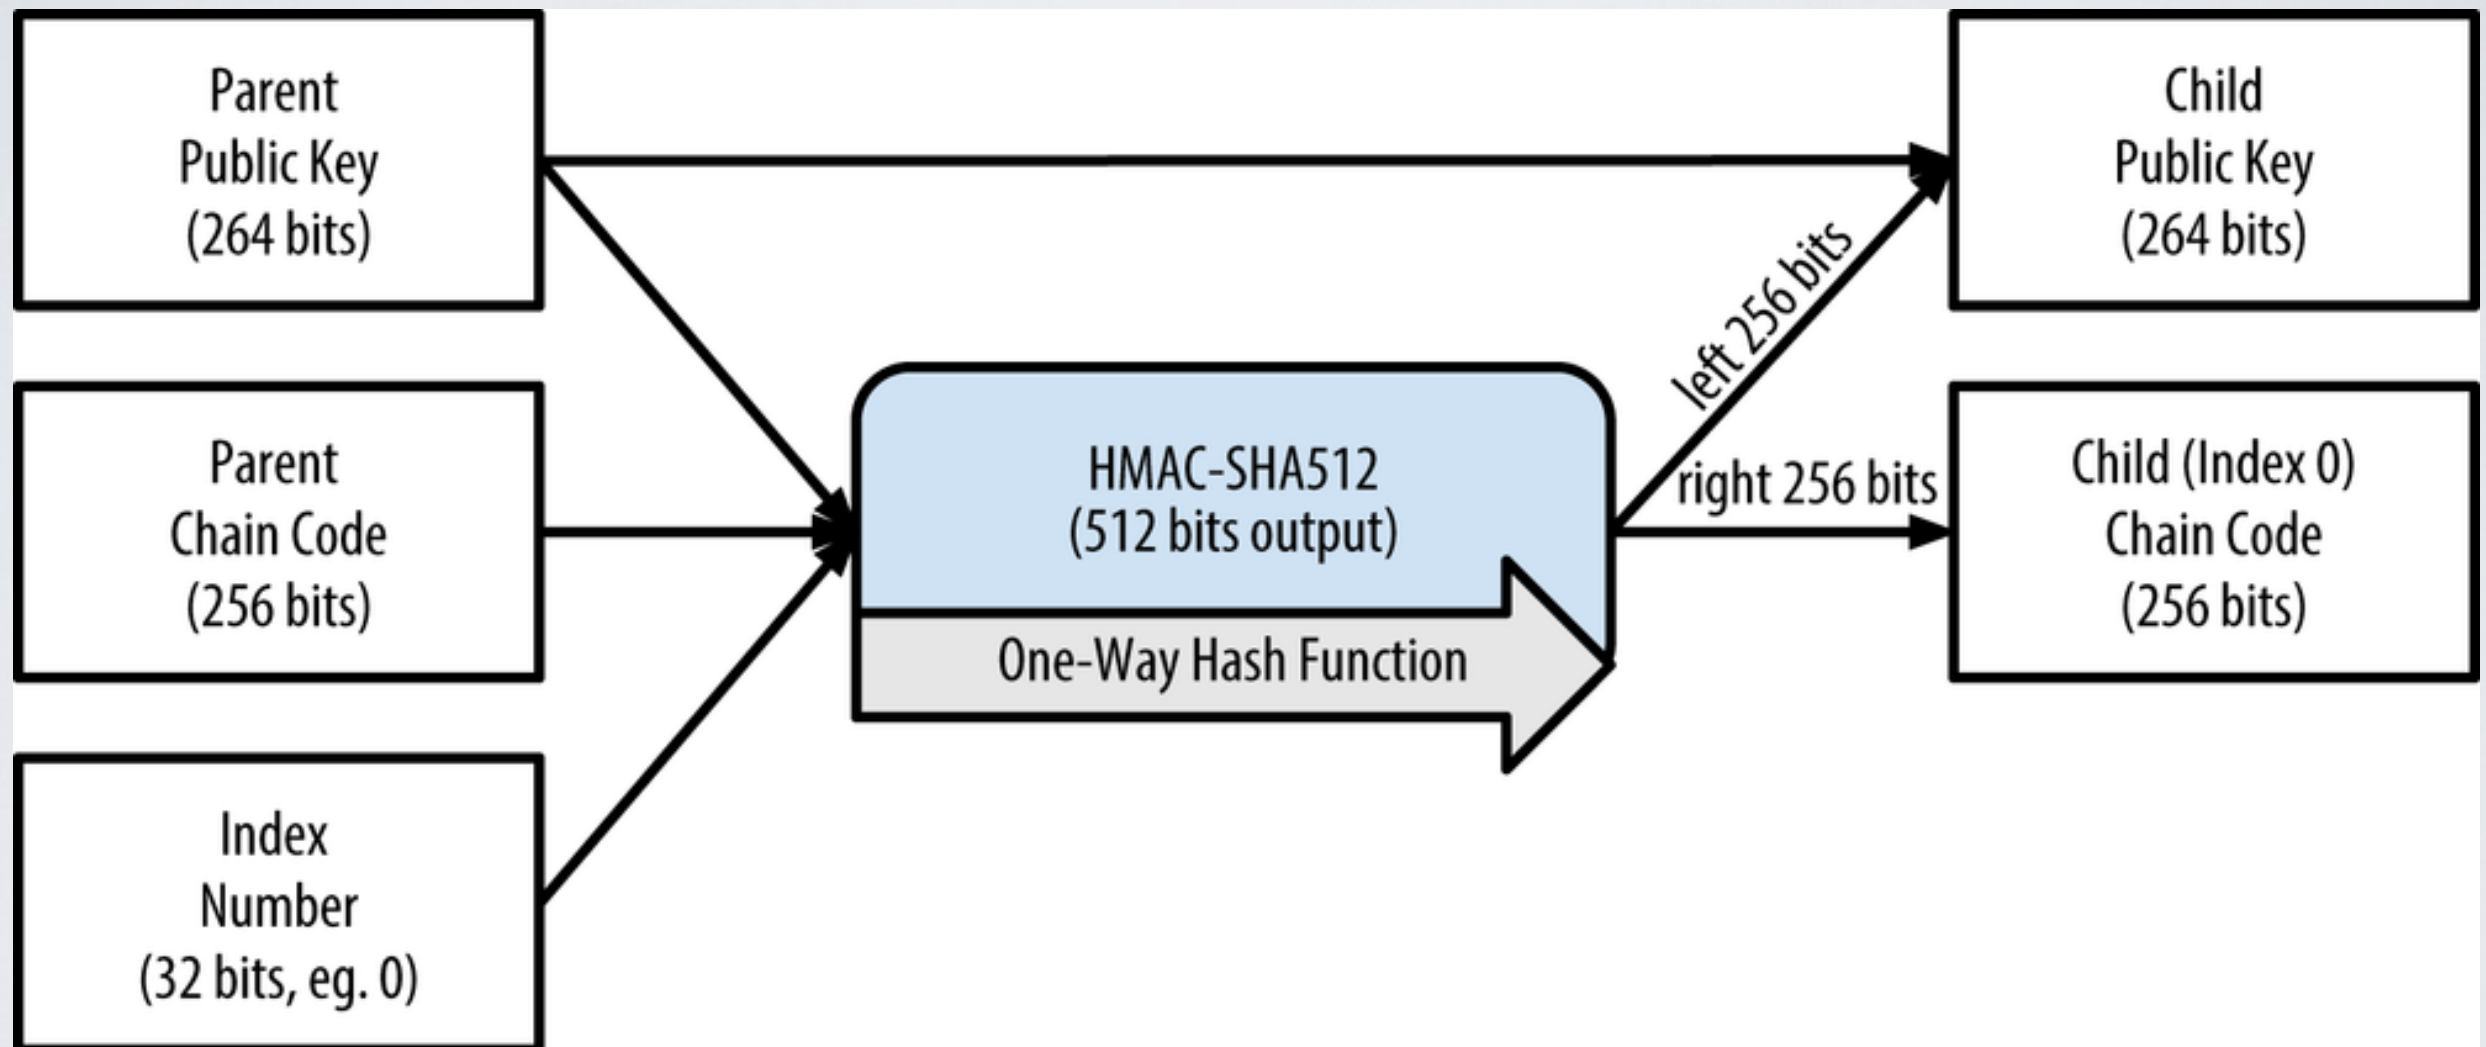 Parent
Public Key
(264 bits)
Parent
Chain Code
(256 bits)
Index
Number
(32 bits, eg. 0)
HMAC-SHA512
(512 bits output)
One-Way Hash Function
left 256 bits
right 256 bits
Child
Public Key
(264 bits)
Child (Index 0)
Chain Code
(256 bits)